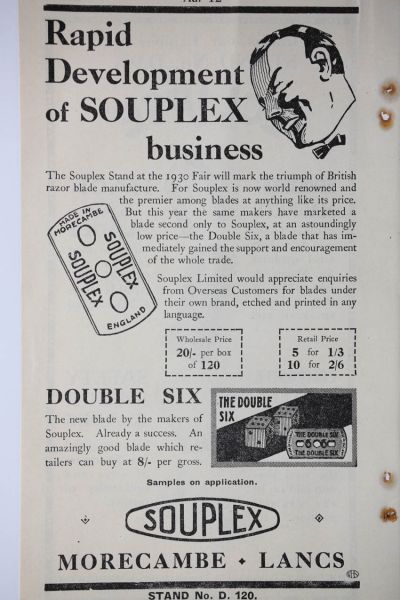 Rapid
Development
of SOUPLEX
business
The Souplex Stand at the 1930 Fair will mark the triumph of British
razor blade manufacture. For Souplex is now world renowned and
the premier among blades at anything like its price.
But this year the same makers have marketed a
blade second only to Souplex, at an astoundingly
low price—the Double Six, a blade that has im-
mediately gained the support and encouragement
of the whole trade.
MADE IN
MORECAMBE
SOUPLEX
SOUPLEX
ENGLAND
Souplex Limited would appreciate enquiries
from Overseas Customers for blades under
their own brand, etched and printed in any
language.
Wholesale Price
20/- per box
of 120
Retail Price
5 for 1/3
10 for 2/6
DOUBLE SIX
The new blade by the makers of
Souplex. Already a success. An
amazingly good blade which re-
tailers can buy at 8/- per gross.
THE DOUBLE
SIX
THE DOUBLE SIX
THE DOUBLE SIX
Samples on application.
SOUPLEX
MORECAMBE • LANCS
STAND No. D. 120.